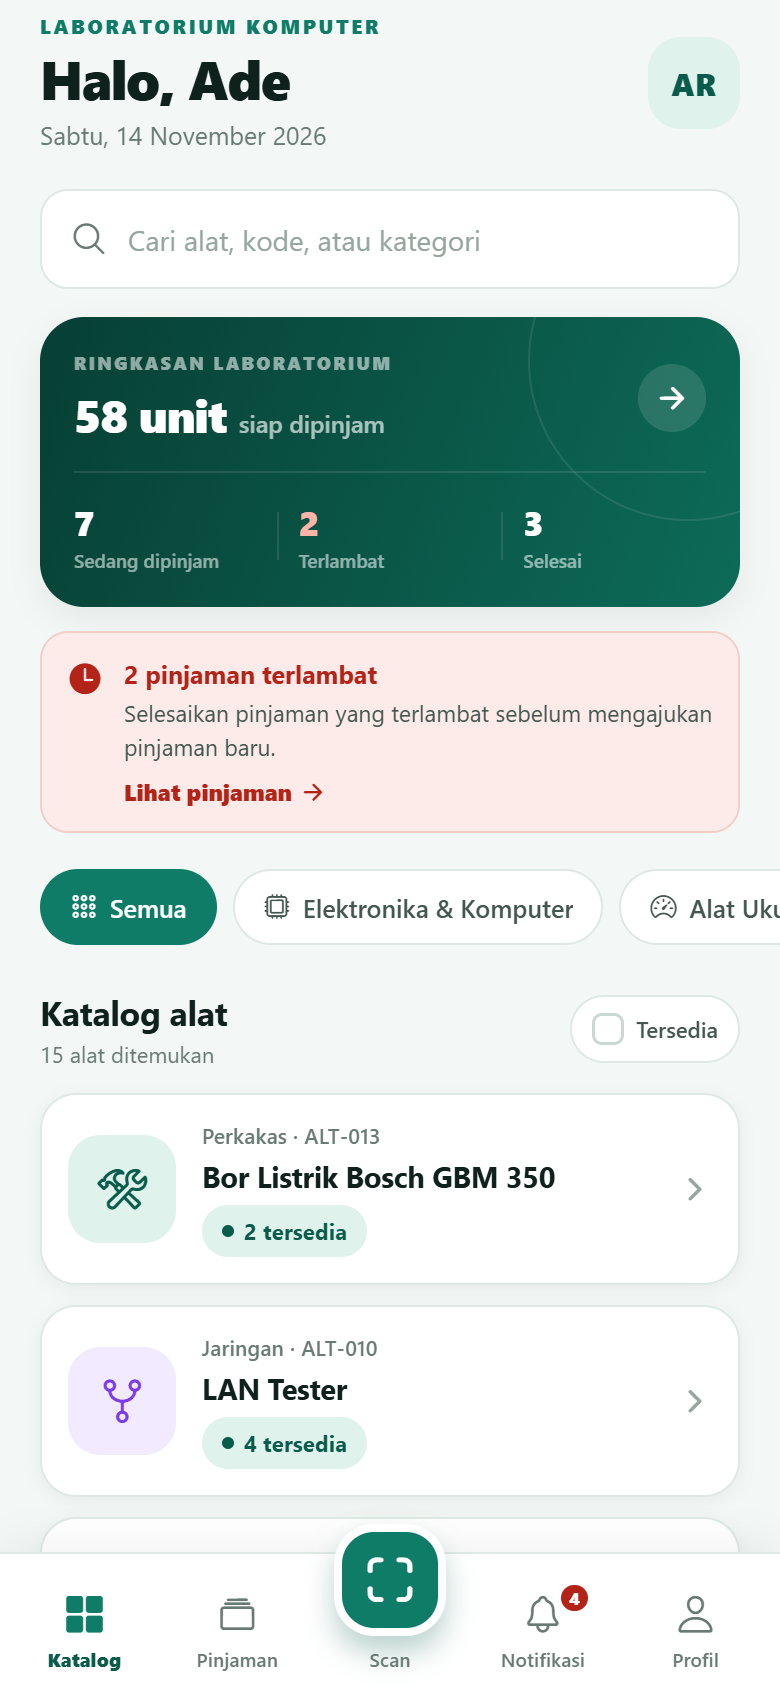 LABORATORIUM KOMPUTER
Halo, Ade
AR
Sabtu, 14 November 2026
Cari alat, kode, atau kategori
RINGKASAN LABORATORIUM
58 unit siap dipinjam
7
Sedang dipinjam
2
Terlambat
3
Selesai
2 pinjaman terlambat
Selesaikan pinjaman yang terlambat sebelum mengajukan
pinjaman baru.
Lihat pinjaman →
Semua
Elektronika & Komputer
Alat Uku
Katalog alat
15 alat ditemukan
Tersedia
Perkakas · ALT-013
Bor Listrik Bosch GBM 350
2 tersedia
Jaringan · ALT-010
LAN Tester
4 tersedia
Katalog
Pinjaman
Scan
4
Notifikasi
Profil